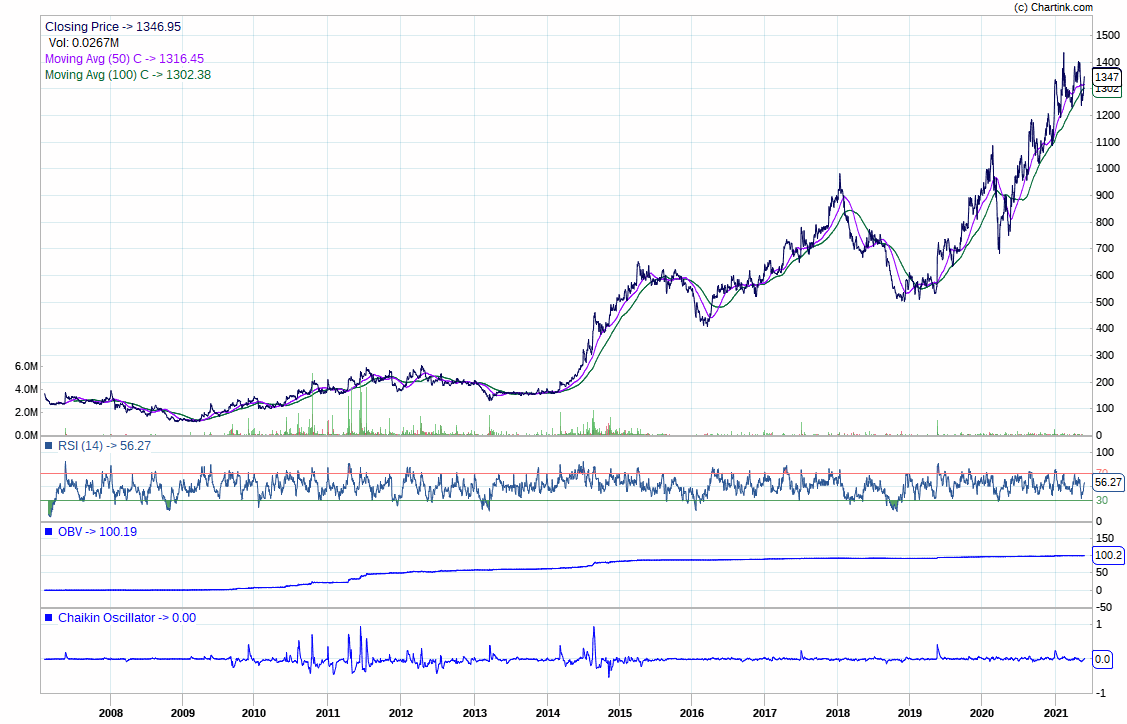 (c) Chartink.com
Closing Price -> 1346.95
Vol: 0.0267M
Moving Avg (50) C -> 1316.45
Moving Avg (100) C -> 1302.38
1500
1400
1347
1302
1200
1100
1000
900
800
700
600
500
400
300
200
100
0
6.0M
4.0M
2.0M
0.0M
RSI (14) -> 56.27
100
70
56.27
30
0
OBV -> 100.19
150
100.2
50
0
-50
Chaikin Oscillator -> 0.00
1
0.0
-1
2008 2009 2010 2011 2012 2013 2014 2015 2016 2017 2018 2019 2020 2021